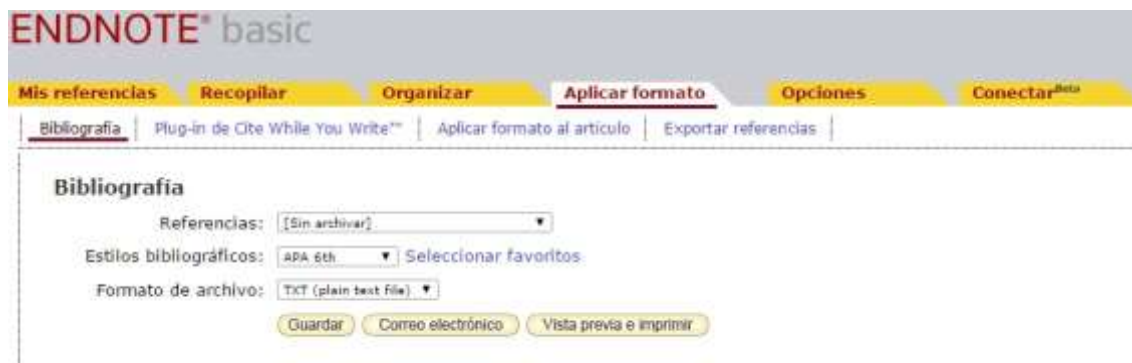 ENDNOTE® basic
Mis referencias Recopilar Organizar Aplicar formato Opciones Conectar Beta
Bibliografía Plug-in de Cite While You Write™ Aplicar formato al artículo Exportar referencias
Bibliografía
Referencias: [Sin archivar]
Estilos bibliográficos: APA 6th Seleccionar favoritos
Formato de archivo: TXT (plain text file)
Guardar Correo electrónico Vista previa e imprimir